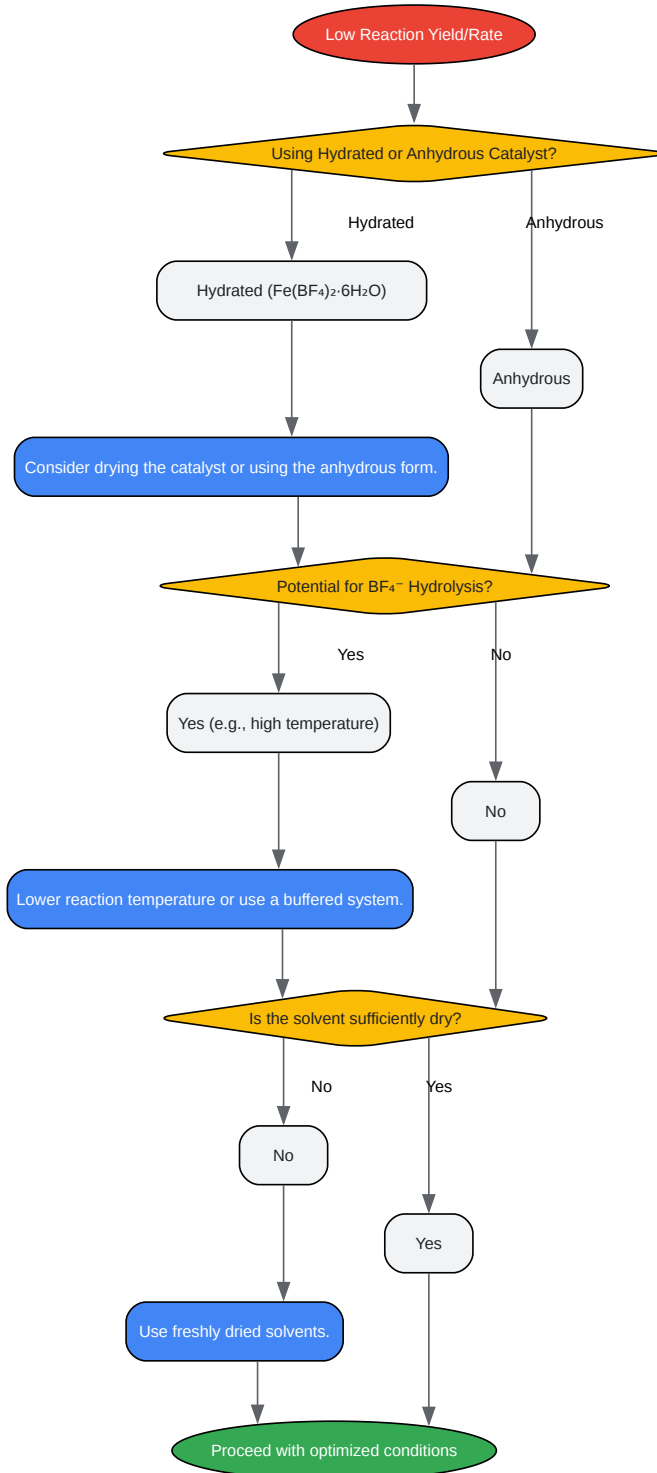 Low Reaction Yield/Rate
Using Hydrated or Anhydrous Catalyst?
Hydrated
Anhydrous
Hydrated (Fe(BF₄)₂·6H₂O)
Anhydrous
Consider drying the catalyst or using the anhydrous form.
Potential for BF₄⁻ Hydrolysis?
Yes
No
Yes (e.g., high temperature)
No
Lower reaction temperature or use a buffered system.
Is the solvent sufficiently dry?
No
Yes
No
Yes
Use freshly dried solvents.
Proceed with optimized conditions